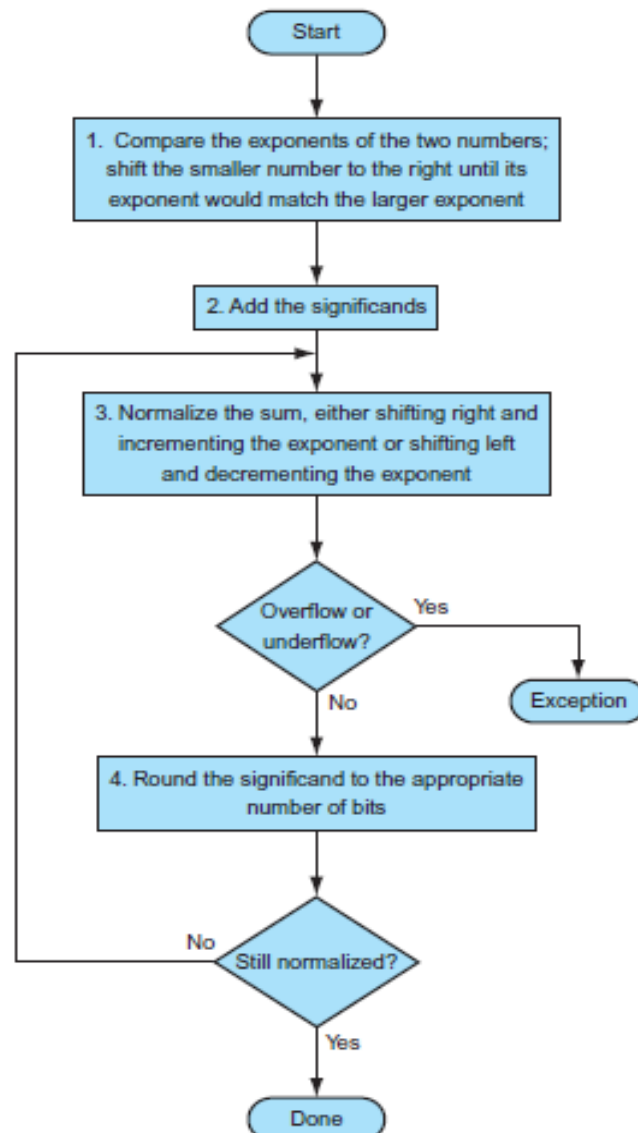 Start
1. Compare the exponents of the two numbers;
shift the smaller number to the right until its
exponent would match the larger exponent
2. Add the significands
3. Normalize the sum, either shifting right and
incrementing the exponent or shifting left
and decrementing the exponent
Overflow or
underflow?
Yes
Exception
No
4. Round the significand to the appropriate
number of bits
No
Still normalized?
Yes
Done